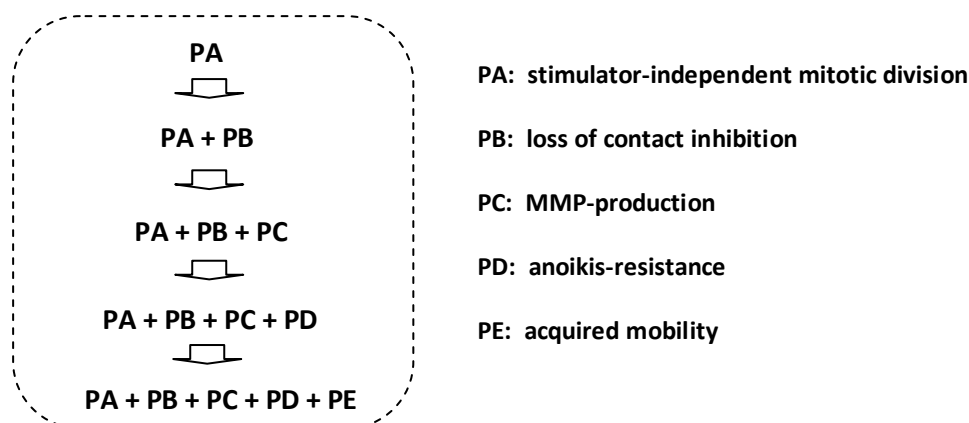 PA
PA + PB
PA + PB + PC
PA + PB + PC + PD
PA + PB + PC + PD + PE
PA: stimulator-independent mitotic division
PB: loss of contact inhibition
PC: MMP-production
PD: anoikis-resistance
PE: acquired mobility